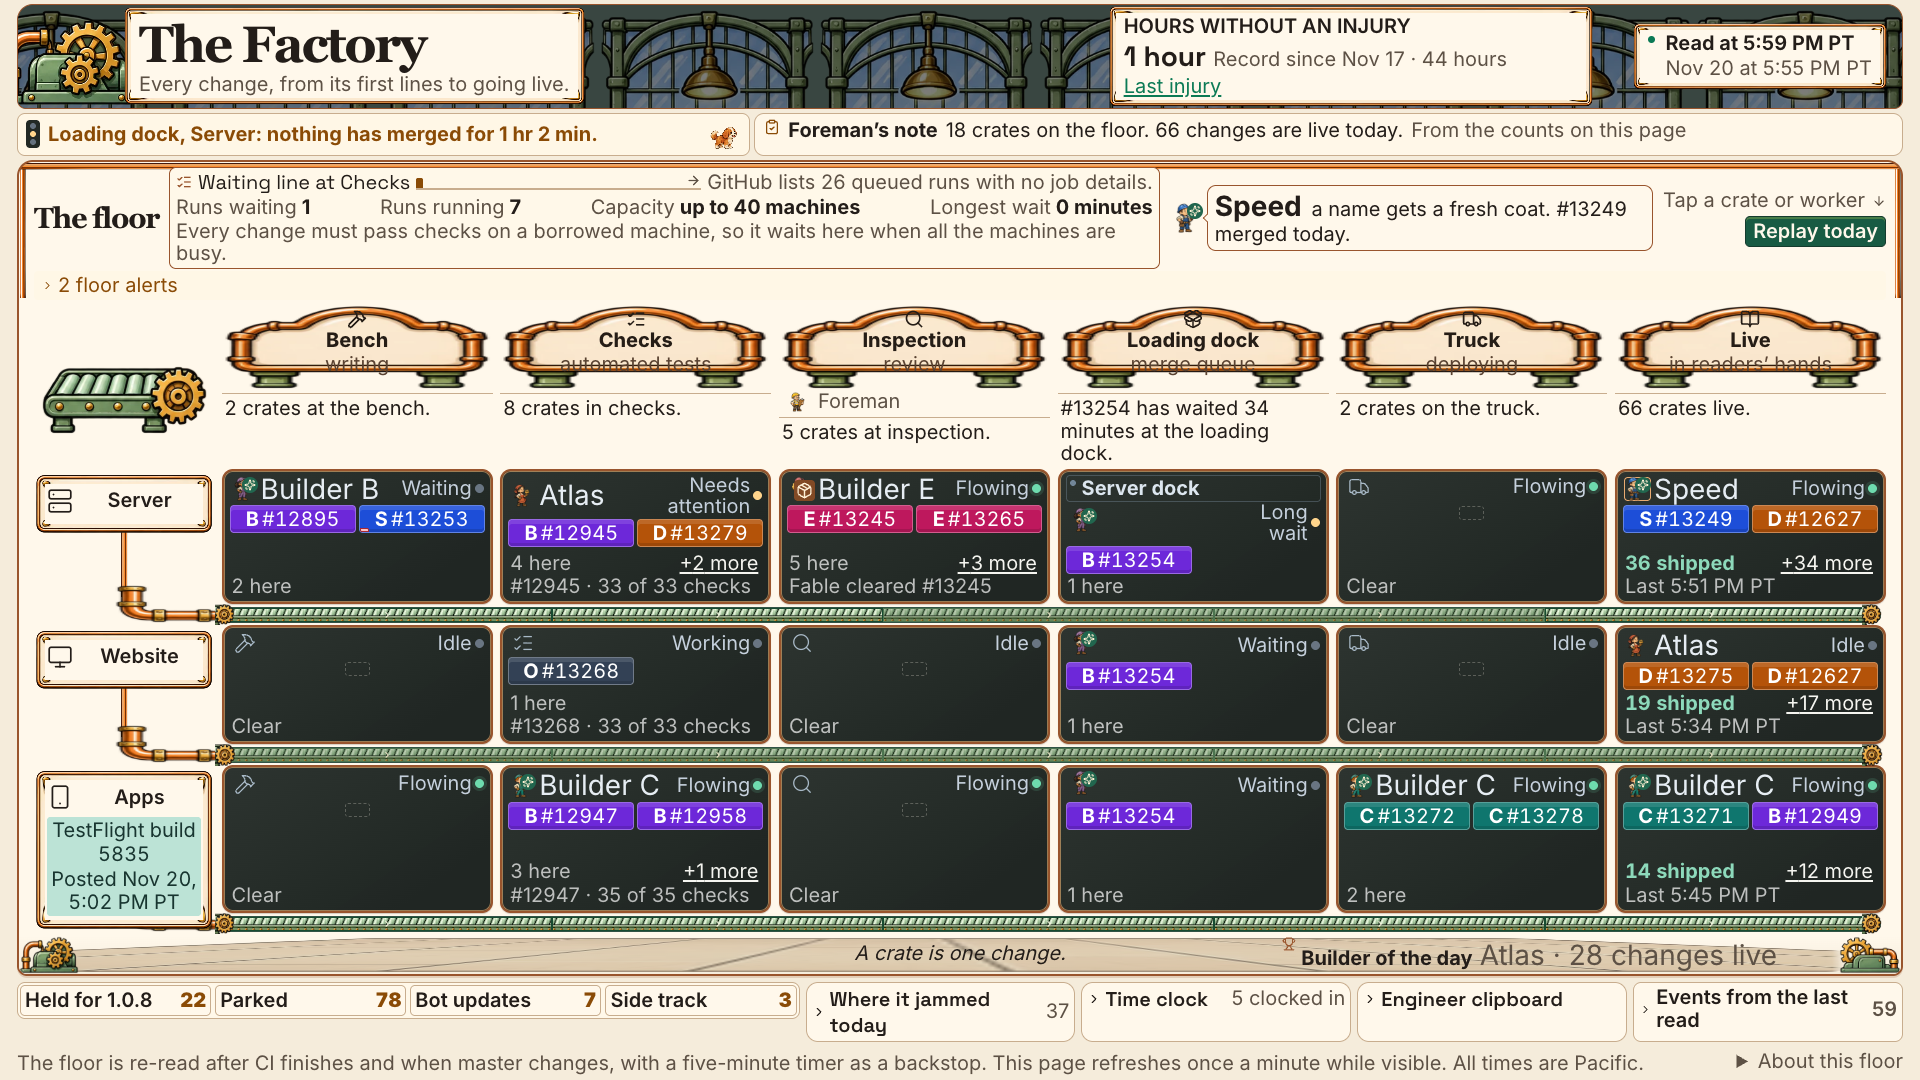 The Factory
Every change, from its first lines to going live.
HOURS WITHOUT AN INJURY
1 hour Record since Nov 17 · 44 hours
Last injury
Read at 5:59 PM PT
Nov 20 at 5:55 PM PT
Loading dock, Server: nothing has merged for 1 hr 2 min.
Foreman's note 18 crates on the floor. 66 changes are live today. From the counts on this page
The floor
Waiting line at Checks → GitHub lists 26 queued runs with no job details.
Runs waiting 1 Runs running 7 Capacity up to 40 machines Longest wait 0 minutes
Every change must pass checks on a borrowed machine, so it waits here when all the machines are
busy.
Speed a name gets a fresh coat. #13249
merged today.
Tap a crate or worker ↓
Replay today
› 2 floor alerts
Bench
writing
2 crates at the bench.
Checks
automated tests
8 crates in checks.
Inspection
review
Foreman
5 crates at inspection.
Loading dock
merge queue
#13254 has waited 34
minutes at the loading
dock.
Truck
deploying
2 crates on the truck.
Live
in readers' hands
66 crates live.
Server
Builder B Waiting
B #12895 S #13253
2 here
Atlas Needs
attention
B #12945 D #13279
4 here +2 more
#12945 · 33 of 33 checks
Builder E Flowing
E #13245 E #13265
5 here +3 more
Fable cleared #13245
Server dock
Long
wait
B #13254
1 here
Flowing
Clear
Speed Flowing
S #13249 D #12627
36 shipped +34 more
Last 5:51 PM PT
Website
Idle
Clear
Working
O #13268
1 here
#13268 · 33 of 33 checks
Idle
Clear
Waiting
B #13254
1 here
Idle
Clear
Atlas Idle
D #13275 D #12627
19 shipped +17 more
Last 5:34 PM PT
Apps
TestFlight build
5835
Posted Nov 20,
5:02 PM PT
Flowing
Clear
Builder C Flowing
B #12947 B #12958
3 here +1 more
#12947 · 35 of 35 checks
Flowing
Clear
Waiting
B #13254
1 here
Builder C Flowing
C #13272 C #13278
2 here
Builder C Flowing
C #13271 B #12949
14 shipped +12 more
Last 5:45 PM PT
A crate is one change.
Builder of the day Atlas · 28 changes live
Held for 1.0.8 22
Parked 78
Bot updates 7
Side track 3
› Where it jammed
today 37
› Time clock 5 clocked in
› Engineer clipboard
› Events from the last
read 59
The floor is re-read after CI finishes and when master changes, with a five-minute timer as a backstop. This page refreshes once a minute while visible. All times are Pacific.
▶ About this floor